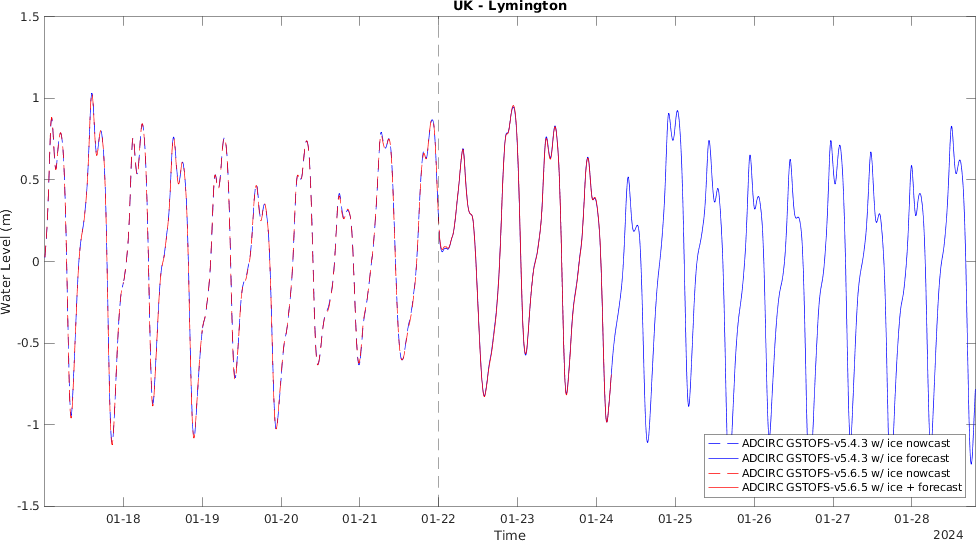 UK - Lymington
1.5
1
0.5
0
-0.5
-1
-1.5
Water Level (m)
01-18 01-19 01-20 01-21 01-22 01-23 01-24 01-25 01-26 01-27 01-28
Time
2024
ADCIRC GSTOFS-v5.4.3 w/ ice nowcast
ADCIRC GSTOFS-v5.4.3 w/ ice forecast
ADCIRC GSTOFS-v5.6.5 w/ ice nowcast
ADCIRC GSTOFS-v5.6.5 w/ ice + forecast